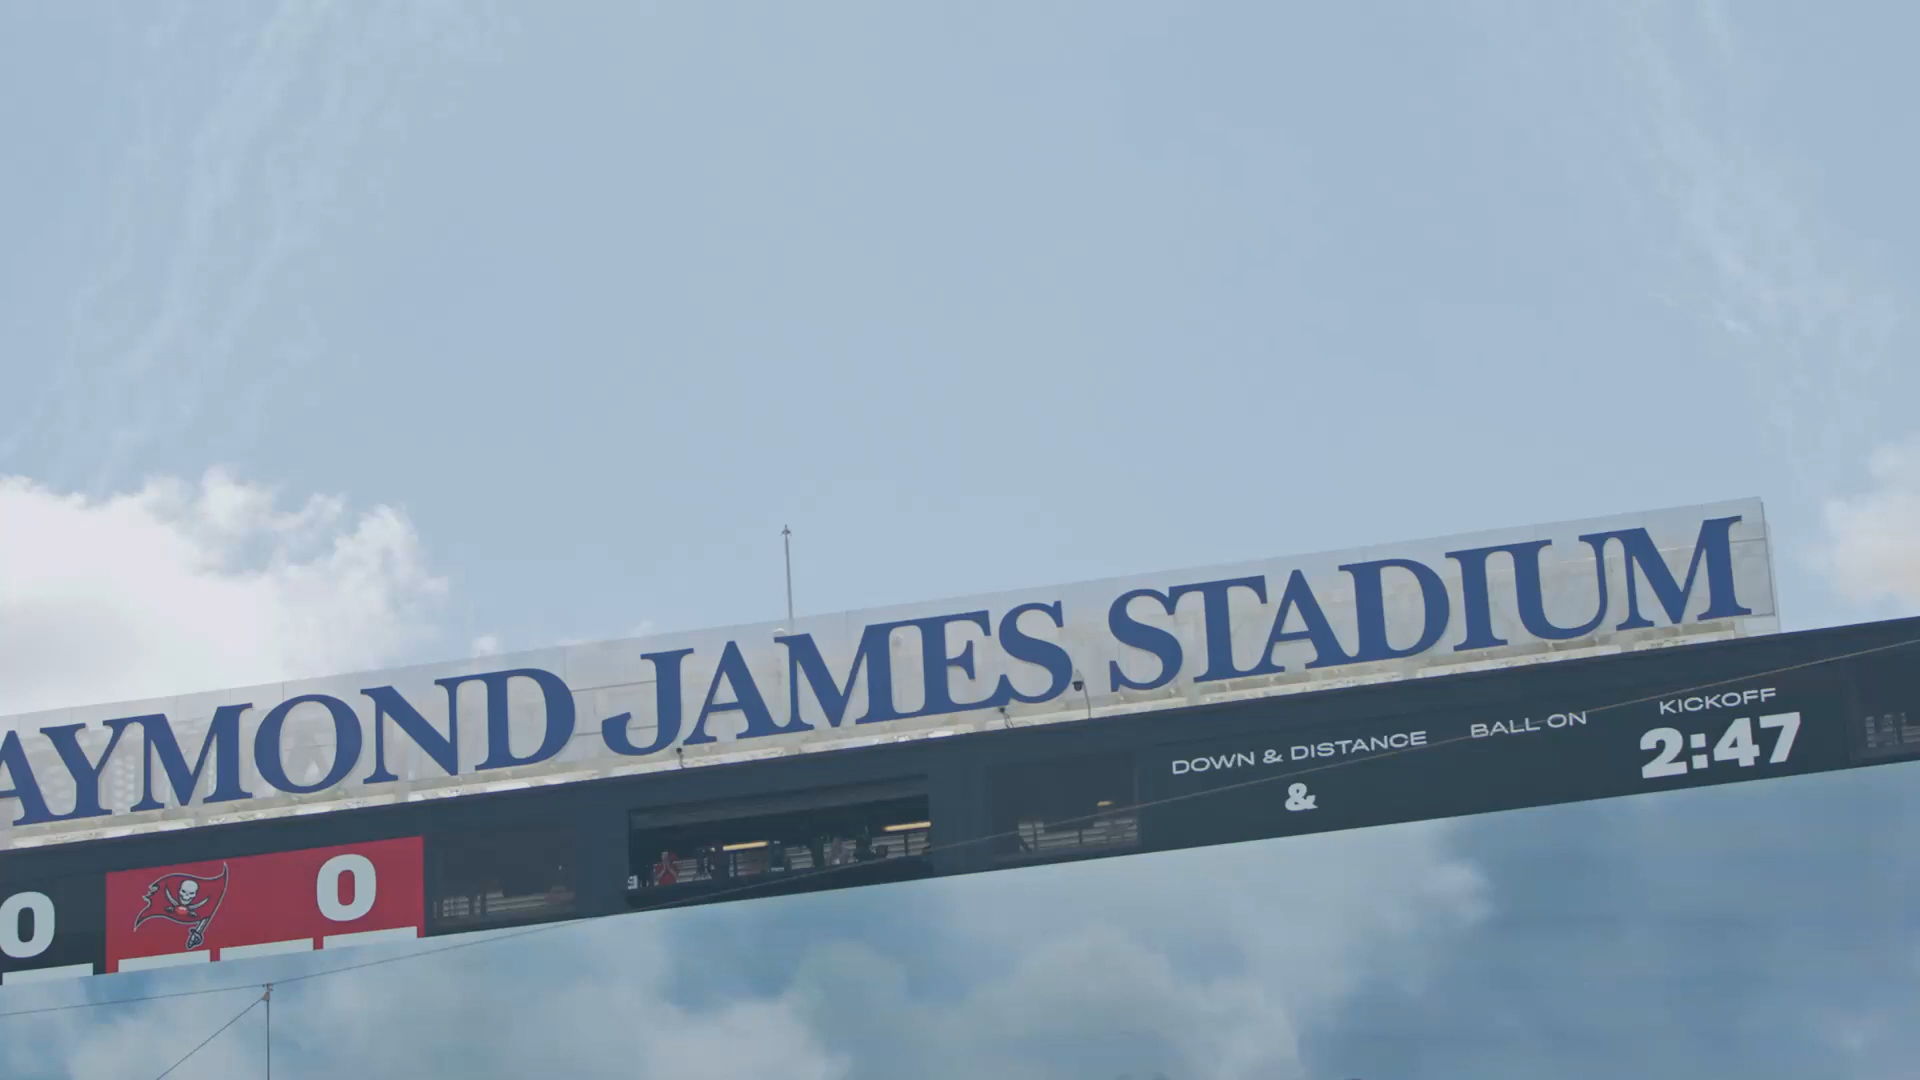 AYMOND JAMES STADIUM
DOWN & DISTANCE
&
BALL ON
KICKOFF
2:47
0
0